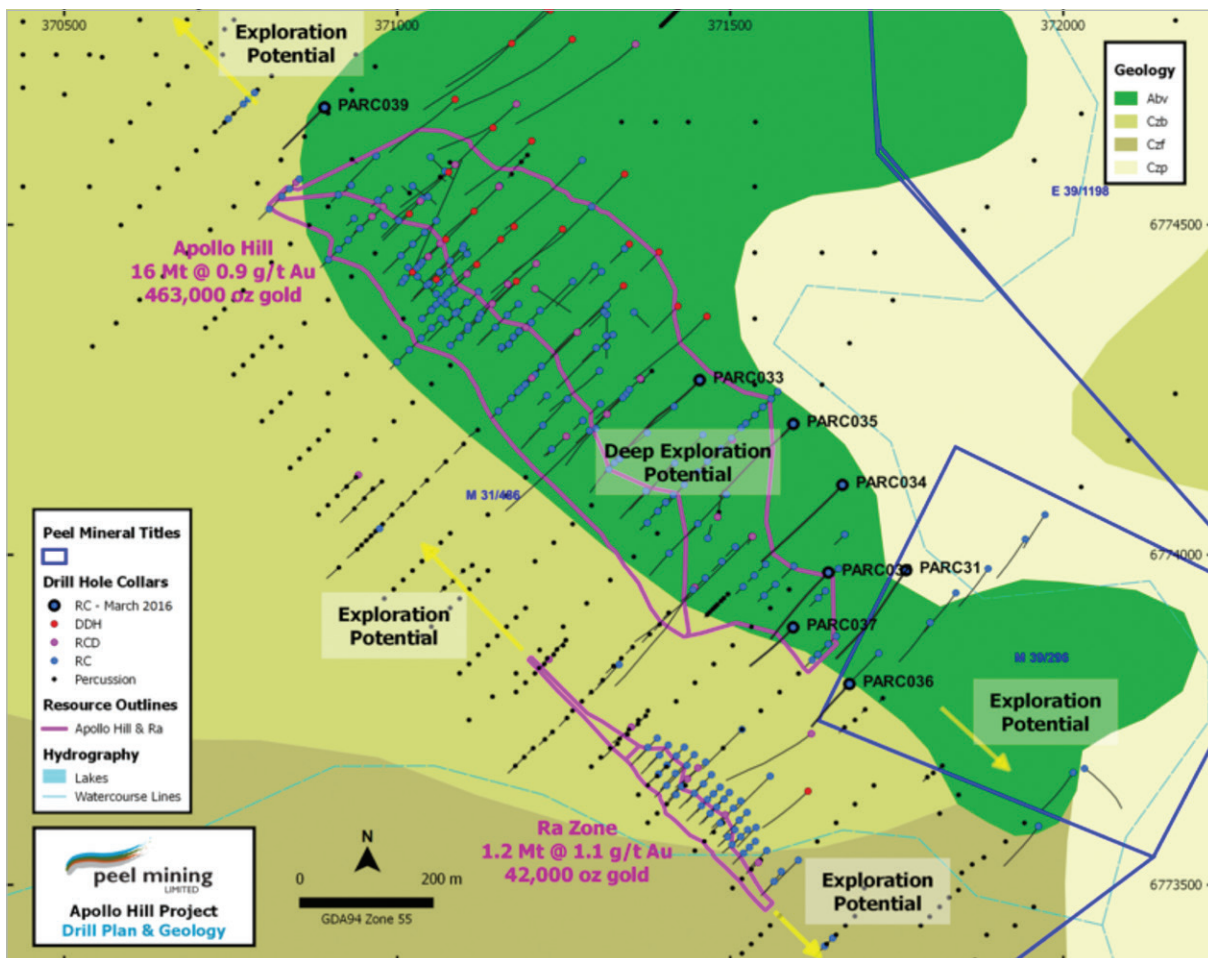 370500
371000
371500
372000
Exploration
Potential
PARC039
Geology
Abv
Czb
Czf
Czp
E 39/1198
6774500
Apollo Hill
16 Mt @ 0.9 g/t Au
463,000 oz gold
PARC033
PARC035
Deep Exploration
Potential
PARC034
M 31/486
Peel Mineral Titles
Drill Hole Collars
RC - March 2016
DDH
RCD
RC
Percussion
Resource Outlines
Apollo Hill & Ra
Hydrography
Lakes
Watercourse Lines
6774000
PARC31
Exploration
Potential
PARC037
M 39/296
PARC036
Exploration
Potential
Ra Zone
1.2 Mt @ 1.1 g/t Au
42,000 oz gold
Exploration
Potential
6773500
N
0 200 m
GDA94 Zone 55
peel mining
LIMITED
Apollo Hill Project
Drill Plan & Geology